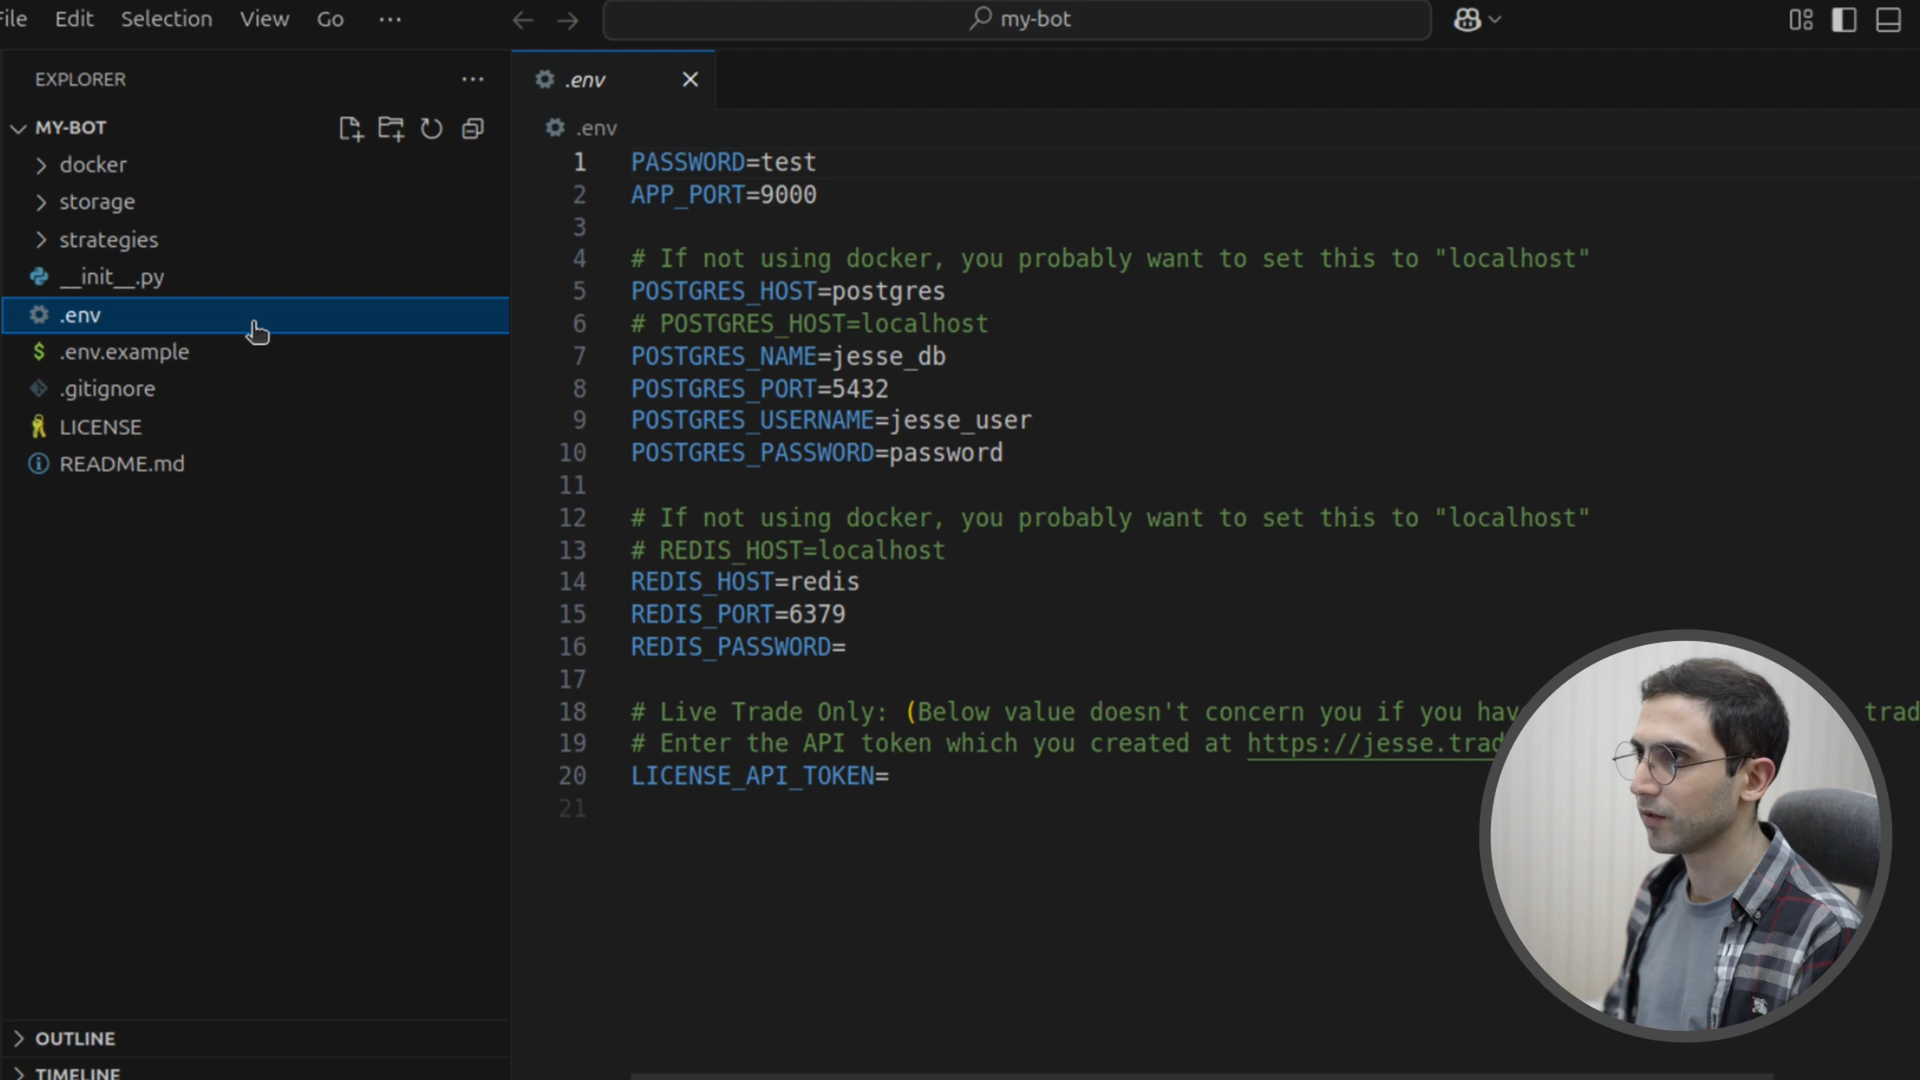 File Edit Selection View Go ...
my-bot
EXPLORER ...
MY-BOT
docker
storage
strategies
__init__.py
.env
$ .env.example
.gitignore
LICENSE
README.md
OUTLINE
TIMELINE
.env
.env
1 PASSWORD=test
2 APP_PORT=9000
3
4 # If not using docker, you probably want to set this to "localhost"
5 POSTGRES_HOST=postgres
6 # POSTGRES_HOST=localhost
7 POSTGRES_NAME=jesse_db
8 POSTGRES_PORT=5432
9 POSTGRES_USERNAME=jesse_user
10 POSTGRES_PASSWORD=password
11
12 # If not using docker, you probably want to set this to "localhost"
13 # REDIS_HOST=localhost
14 REDIS_HOST=redis
15 REDIS_PORT=6379
16 REDIS_PASSWORD=
17
18 # Live Trade Only: (Below value doesn't concern you if you hav trad
19 # Enter the API token which you created at https://jesse.trad
20 LICENSE_API_TOKEN=
21